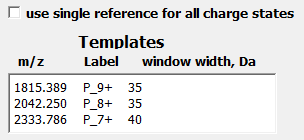 use single reference for all charge states
Templates
m/z Label window width, Da
1815.389 P_9+ 35
2042.250 P_8+ 35
2333.786 P_7+ 40